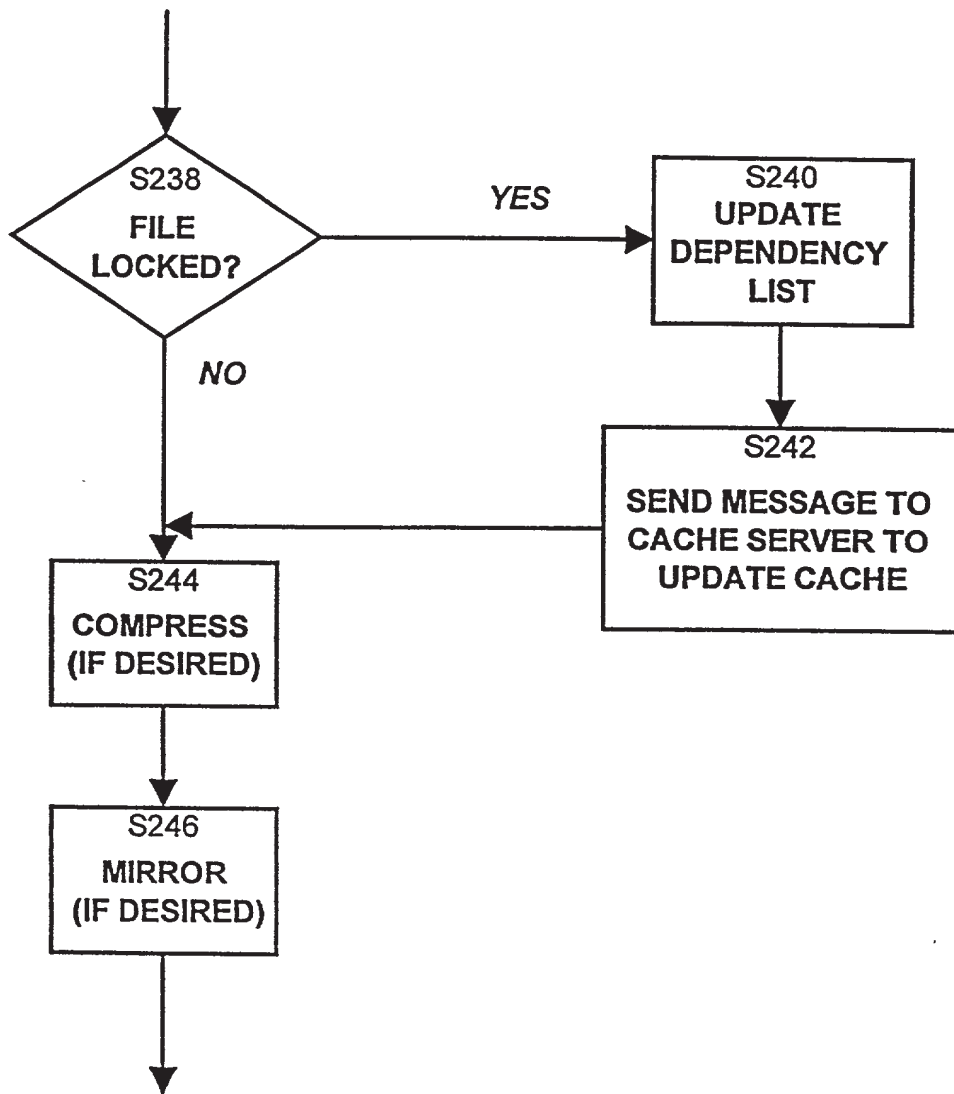 S238
FILE
LOCKED?
YES
S240
UPDATE
DEPENDENCY
LIST
NO
S242
SEND MESSAGE TO
CACHE SERVER TO
UPDATE CACHE
S244
COMPRESS
(IF DESIRED)
S246
MIRROR
(IF DESIRED)